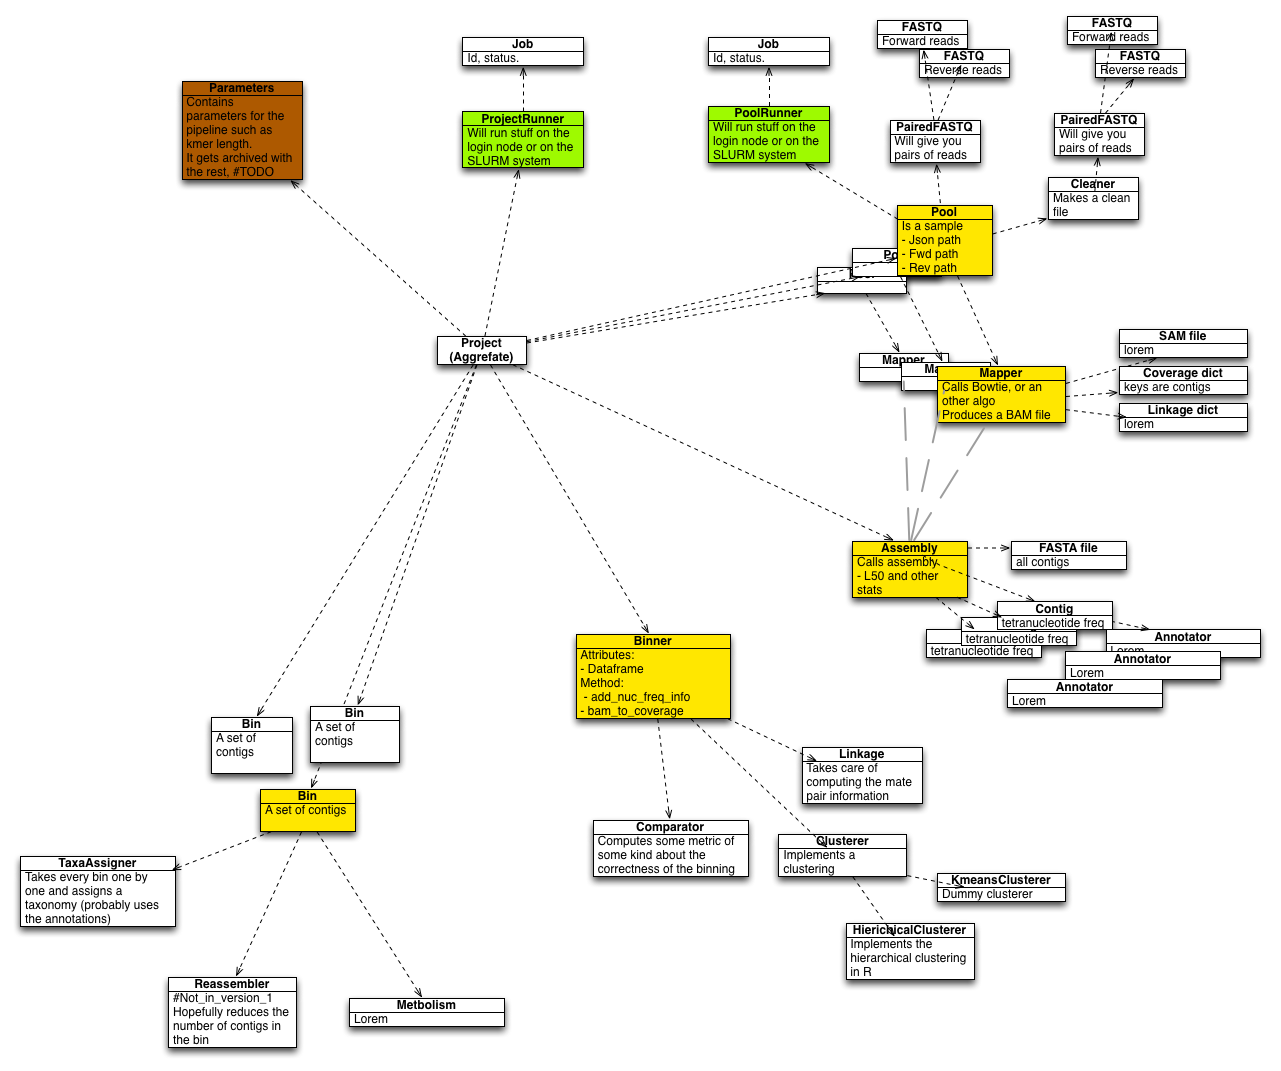 FASTQ
Forward reads
FASTQ
Reverse reads
FASTQ
Forward reads
FASTQ
Reverse reads
Job
Id, status.
Job
Id, status.
Parameters
Contains
parameters for the
pipeline such as
kmer length.
It gets archived with
the rest, #TODO
ProjectRunner
Will run stuff on the
login node or on the
SLURM system
PoolRunner
Will run stuff on the
login node or on the
SLURM system
PairedFASTQ
Will give you
pairs of reads
PairedFASTQ
Will give you
pairs of reads
Cleaner
Makes a clean
file
Pool
Is a sample
- Json path
- Fwd path
- Rev path
Po
Project
(Aggrefate)
Mapper
Ma
Mapper
Calls Bowtie, or an
other algo
Produces a BAM file
SAM file
lorem
Coverage dict
keys are contigs
Linkage dict
lorem
Assembly
Calls assembly
- L50 and other
stats
FASTA file
all contigs
Contig
tetranucleotide freq
tetranucleotide freq
tetranucleotide freq
Annotator
Lorem
Annotator
Lorem
Annotator
Lorem
Binner
Attributes:
- Dataframe
Method:
- add_nuc_freq_info
- bam_to_coverage
Bin
A set of
contigs
Bin
A set of
contigs
Bin
A set of contigs
Linkage
Takes care of
computing the mate
pair information
Comparator
Computes some metric of
some kind about the
correctness of the binning
Clusterer
Implements a
clustering
KmeansClusterer
Dummy clusterer
HierichicalClusterer
Implements the
hierarchical clustering
in R
TaxaAssigner
Takes every bin one by
one and assigns a
taxonomy (probably uses
the annotations)
Reassembler
#Not_in_version_1
Hopefully reduces the
number of contigs in
the bin
Metbolism
Lorem